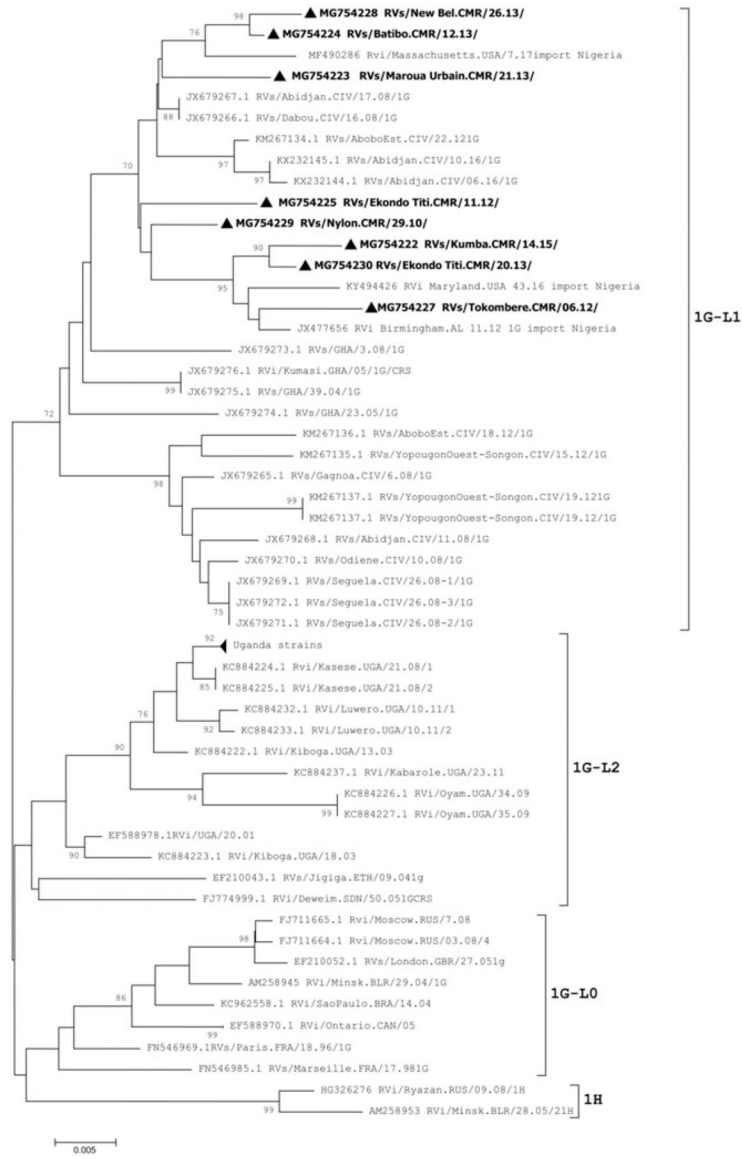 98
MG754228 RVs/New Bel.CMR/26.13/
76
MG754224 RVs/Batibo.CMR/12.13/
MF490286 Rvi/Massachusetts.USA/7.17import Nigeria
MG754223 RVs/Maroua Urbain.CMR/21.13/
JX679267.1 RVs/Abidjan.CIV/17.08/1G
88
JX679266.1 RVs/Dabou.CIV/16.08/1G
KM267134.1 RVs/AboboEst.CIV/22.121G
97
KX232145.1 RVs/Abidjan.CIV/10.16/1G
70
97
KX232144.1 RVs/Abidjan.CIV/06.16/1G
MG754225 RVs/Ekondo Titi.CMR/11.12/
MG754229 RVs/Nylon.CMR/29.10/
90
MG754222 RVs/Kumba.CMR/14.15/
MG754230 RVs/Ekondo Titi.CMR/20.13/
95
KY494426 RVi Maryland.USA 43.16 import Nigeria
MG754227 RVs/Tokombere.CMR/06.12/
1G-L1
JX477656 RVi Birmingham.AL 11.12 1G import Nigeria
JX679273.1 RVs/GHA/3.08/1G
JX679276.1 RVi/Kumasi.GHA/05/1G/CRS
99
JX679275.1 RVs/GHA/39.04/1G
72
JX679274.1 RVs/GHA/23.05/1G
KM267136.1 RVs/AboboEst.CIV/18.12/1G
KM267135.1 RVs/YopougonOuest-Songon.CIV/15.12/1G
98
JX679265.1 RVs/Gagnoa.CIV/6.08/1G
99
KM267137.1 RVs/YopougonOuest-Songon.CIV/19.121G
KM267137.1 RVs/YopougonOuest-Songon.CIV/19.12/1G
JX679268.1 RVs/Abidjan.CIV/11.08/1G
JX679270.1 RVs/Odiene.CIV/10.08/1G
JX679269.1 RVs/Seguela.CIV/26.08-1/1G
JX679272.1 RVs/Seguela.CIV/26.08-3/1G
75
JX679271.1 RVs/Seguela.CIV/26.08-2/1G
92
Uganda strains
KC884224.1 Rvi/Kasese.UGA/21.08/1
85
KC884225.1 RVi/Kasese.UGA/21.08/2
76
KC884232.1 RVi/Luwero.UGA/10.11/1
92
KC884233.1 RVi/Luwero.UGA/10.11/2
90
KC884222.1 RVi/Kiboga.UGA/13.03
1G-L2
KC884237.1 RVi/Kabarole.UGA/23.11
94
KC884226.1 RVi/Oyam.UGA/34.09
99
KC884227.1 RVi/Oyam.UGA/35.09
EF588978.1RVi/UGA/20.01
90
KC884223.1 RVi/Kiboga.UGA/18.03
EF210043.1 RVs/Jigiga.ETH/09.041g
FJ774999.1 RVi/Deweim.SDN/50.051GCRS
FJ711665.1 RVi/Moscow.RUS/7.08
98
FJ711664.1 RVi/Moscow.RUS/03.08/4
EF210052.1 RVs/London.GBR/27.051g
AM258945 RVi/Minsk.BLR/29.04/1G
1G-L0
86
KC962558.1 RVi/SaoPaulo.BRA/14.04
EF588970.1 RVi/Ontario.CAN/05
99
FN546969.1RVs/Paris.FRA/18.96/1G
FN546985.1 RVs/Marseille.FRA/17.981G
HG326276 RVi/Ryazan.RUS/09.08/1H
1H
99
AM258953 RVi/Minsk.BLR/28.05/21H
0.005